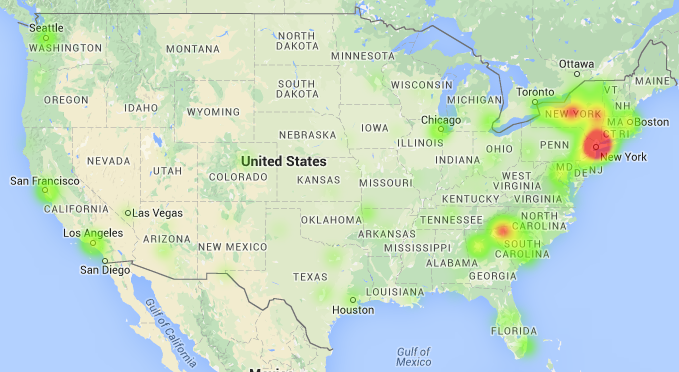 Seattle
WASHINGTON
MONTANA
NORTH
DAKOTA
MINNESOTA
Ottawa
MAINE
OREGON
IDAHO
WYOMING
SOUTH
DAKOTA
WISCONSIN
MICHIGAN
Toronto
VT
NH
NEW YORK
MA
Boston
CT
RI
Chicago
IOWA
NEBRASKA
ILLINOIS
INDIANA
OHIO
PENN
New York
NEVADA
UTAH
COLORADO
United States
KANSAS
MISSOURI
WEST
VIRGINIA
MD
DE
NJ
VIRGINIA
KENTUCKY
San Francisco
CALIFORNIA
Las Vegas
Los Angeles
San Diego
ARIZONA
NEW MEXICO
OKLAHOMA
ARKANSAS
TENNESSEE
NORTH
CAROLINA
SOUTH
CAROLINA
MISSISSIPPI
ALABAMA
GEORGIA
TEXAS
LOUISIANA
Houston
FLORIDA
Gulf of
California
Gulf of
Mexico